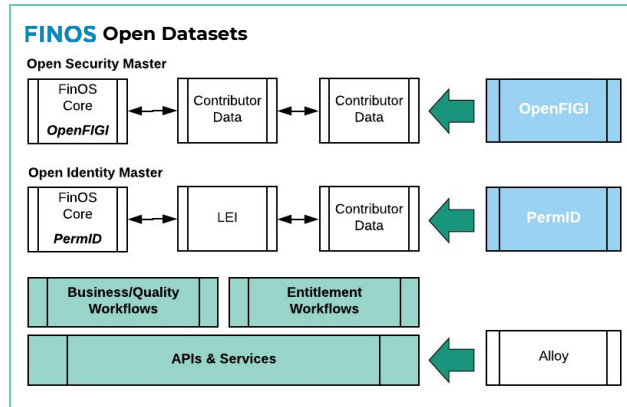 FINOS Open Datasets
Open Security Master
FinOS
Core
OpenFIGI
Contributor
Data
Contributor
Data
OpenFIGI
Open Identity Master
FinOS
Core
PermID
LEI
Contributor
Data
PermID
Business/Quality
Workflows
Entitlement
Workflows
APIs & Services
Alloy